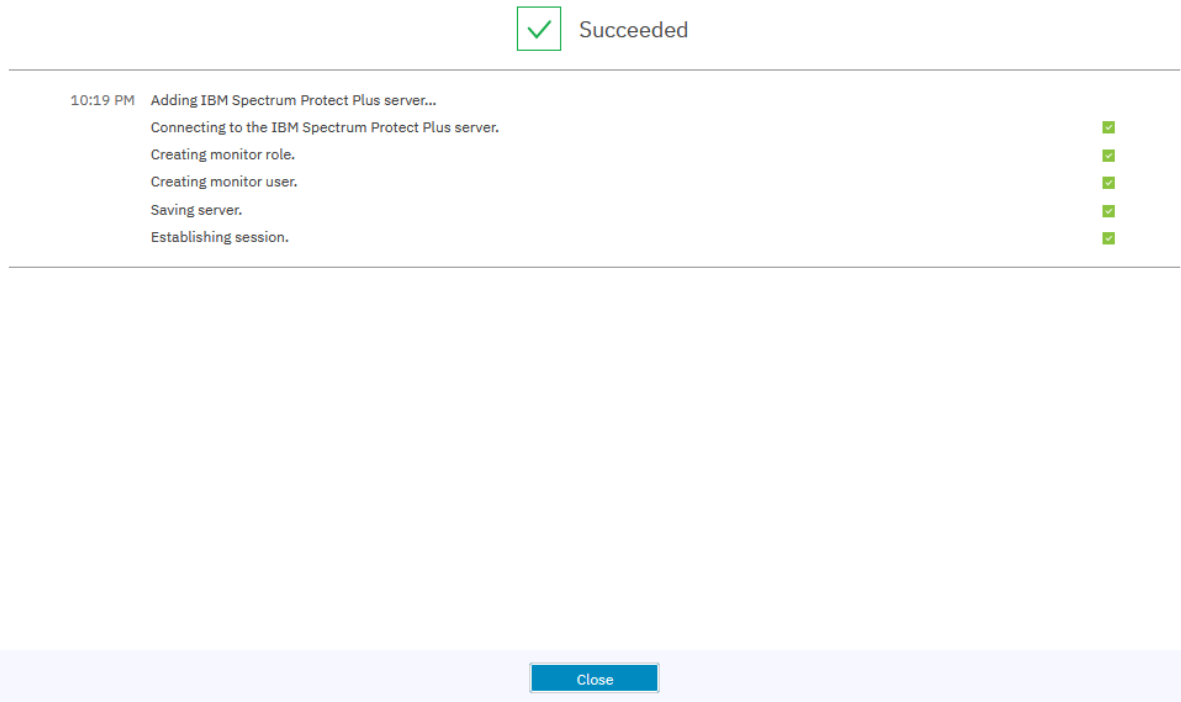 Succeeded
10:19 PM Adding IBM Spectrum Protect Plus server...
Connecting to the IBM Spectrum Protect Plus server.
Creating monitor role.
Creating monitor user.
Saving server.
Establishing session.
Close